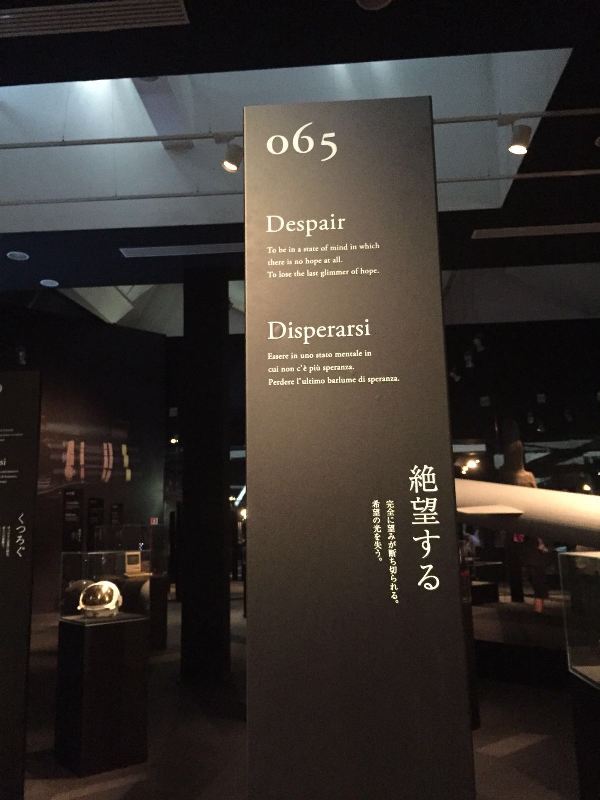 065
Despair
To be in a state of mind in which
there is no hope at all.
To lose the last glimmer of hope.
Disperarsi
Essere in uno stato mentale in
cui non c'è più speranza.
Perdere l'ultimo barlume di speranza.
絶望する
完全に望みが断ち切られる。
希望の光を失う。
くつろぐ